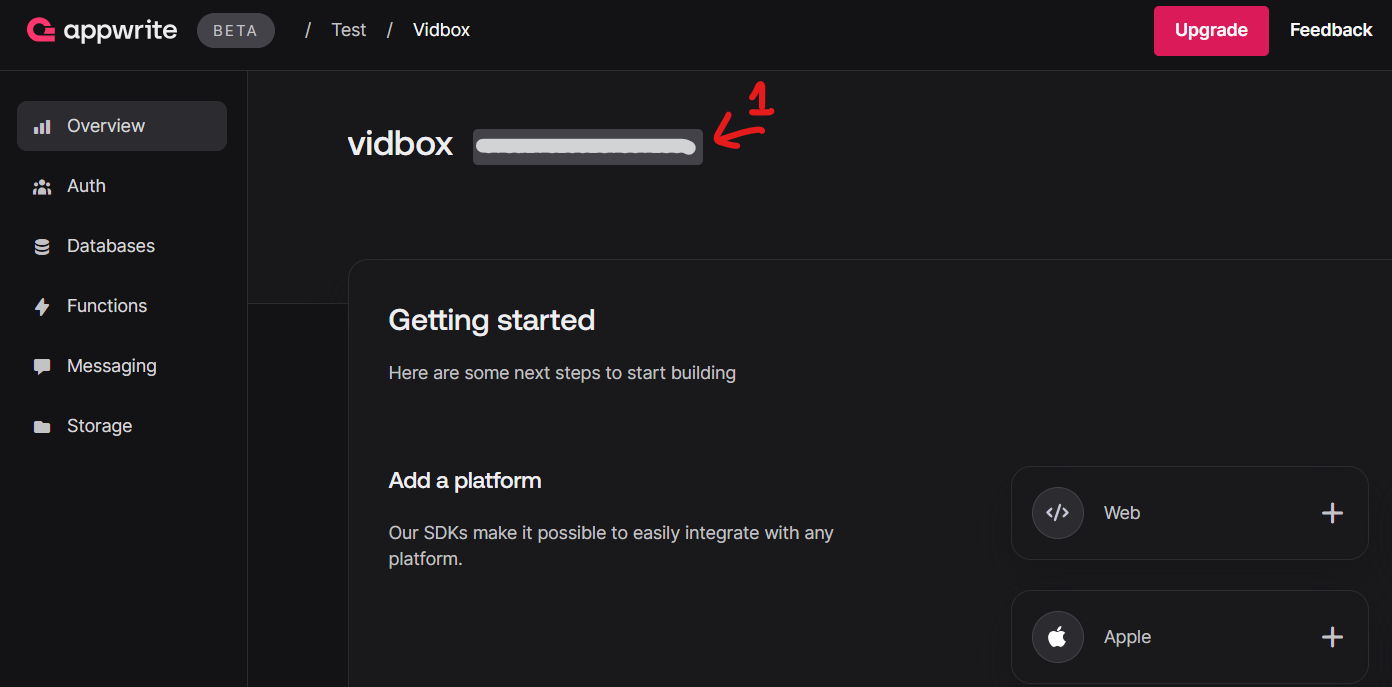 appwrite BETA / Test / Vidbox Upgrade Feedback
Overview
Auth
Databases
Functions
Messaging
Storage
1
vidbox
Getting started
Here are some next steps to start building
Add a platform
Our SDKs make it possible to easily integrate with any
platform.
</> Web +
Apple +